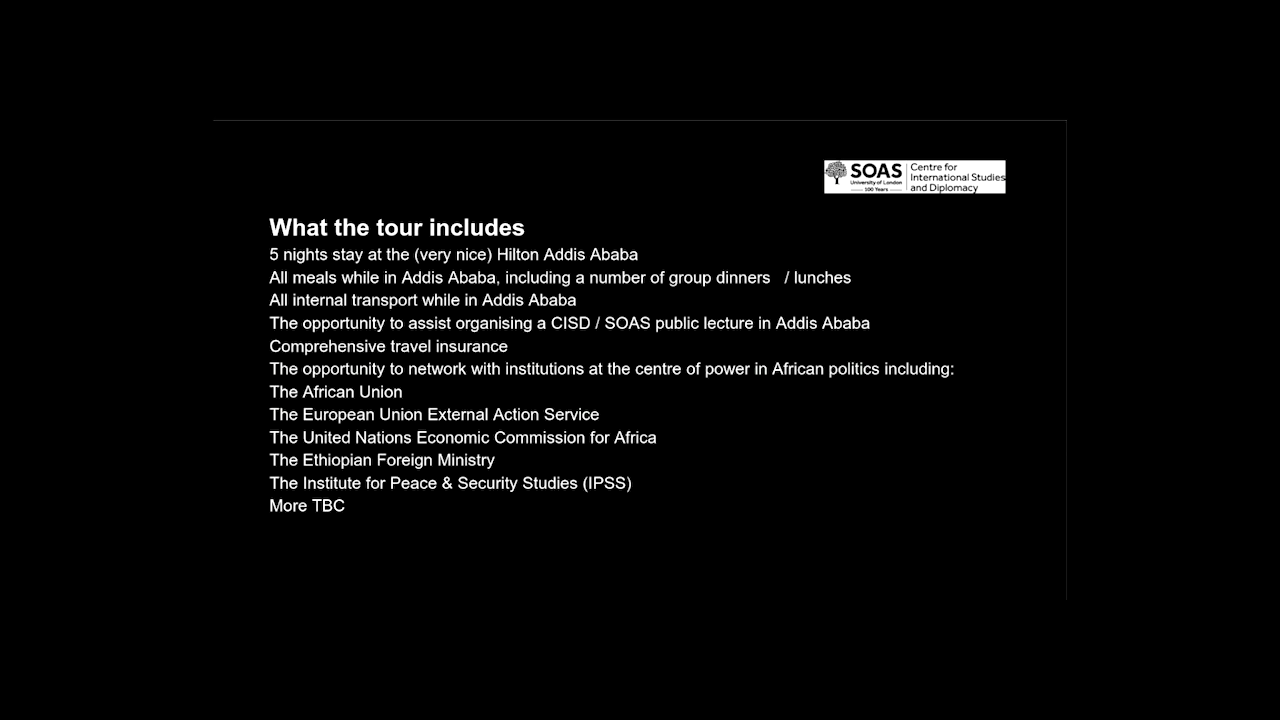 SOAS
University of London
100 Years
Centre for
International Studies
and Diplomacy
What the tour includes
5 nights stay at the (very nice) Hilton Addis Ababa
All meals while in Addis Ababa, including a number of group dinners / lunches
All internal transport while in Addis Ababa
The opportunity to assist organising a CISD / SOAS public lecture in Addis Ababa
Comprehensive travel insurance
The opportunity to network with institutions at the centre of power in African politics including:
The African Union
The European Union External Action Service
The United Nations Economic Commission for Africa
The Ethiopian Foreign Ministry
The Institute for Peace & Security Studies (IPSS)
More TBC